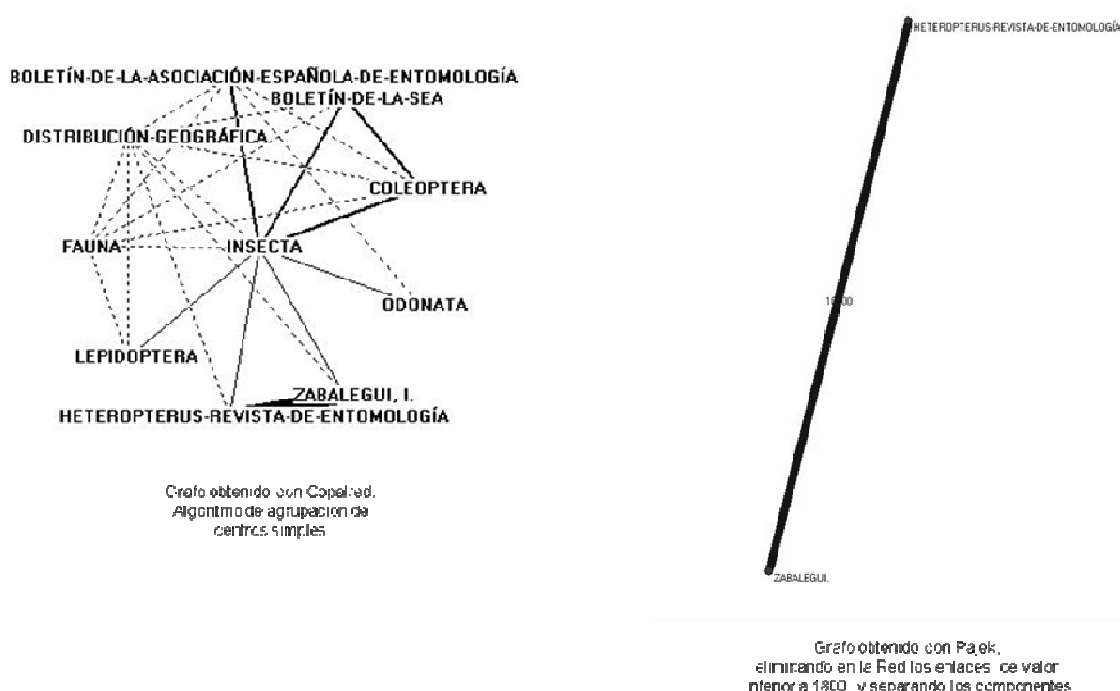 BOLETÍN-DE-LA-ASOCIACIÓN-ESPAÑOLA-DE-ENTOMOLOGÍA
BOLETÍN-DE-LA-SEA
DISTRIBUCIÓN-GEOGRÁFICA
COLEOPTERA
FAUNA
INSECTA
ODONATA
LEPIDOPTERA
ZABALEGUI, I.
HETEROPTERUS-REVISTA-DE-ENTOMOLOGÍA
Grafo obtenido con Copalred.
Algoritmo de agrupación de
centros simples
HETEROPTERUS-REVISTA-DE-ENTOMOLOGÍA
ZABALEGUI.
Grafo obtenido con Pajek,
eliminando en la Red los enlaces de valor
inferior a 1800 y separando los componentes